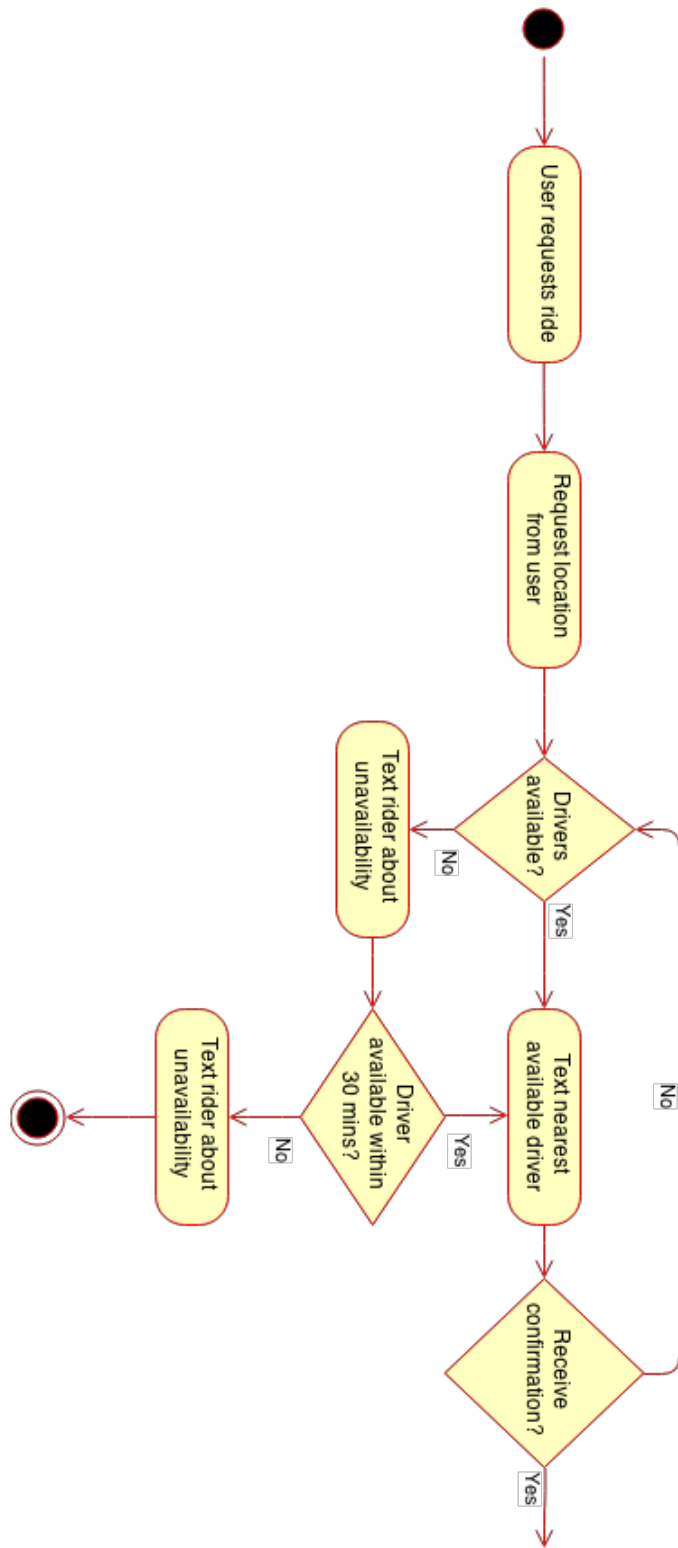 User requests ride
Request location
from user
Drivers
available?
No
Yes
Text rider about
unavailability
Driver
available within
30 mins?
Yes
No
Text rider about
unavailability
Text nearest
available driver
Receive
confirmation?
No
Yes